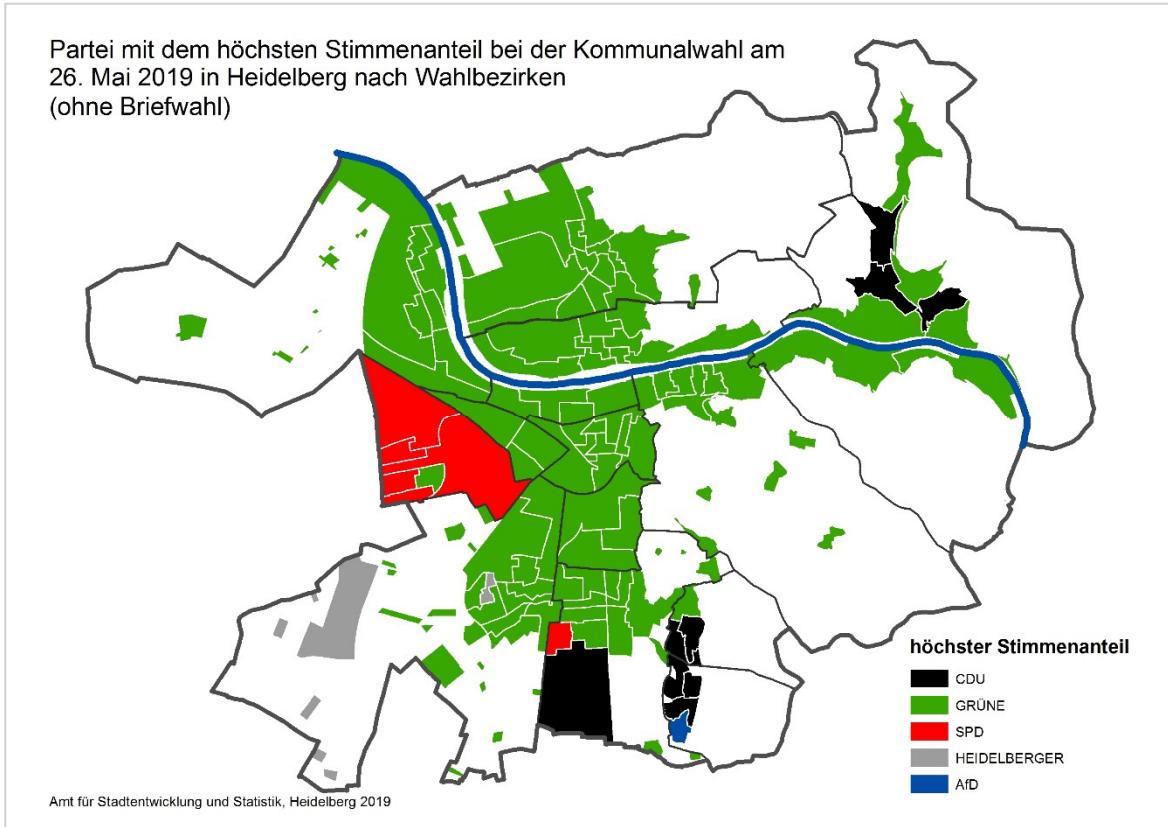 Partei mit dem höchsten Stimmenanteil bei der Kommunalwahl am
26. Mai 2019 in Heidelberg nach Wahlbezirken
(ohne Briefwahl)
höchster Stimmenanteil
CDU
GRÜNE
SPD
HEIDELBERGER
AfD
Amt für Stadtentwicklung und Statistik, Heidelberg 2019